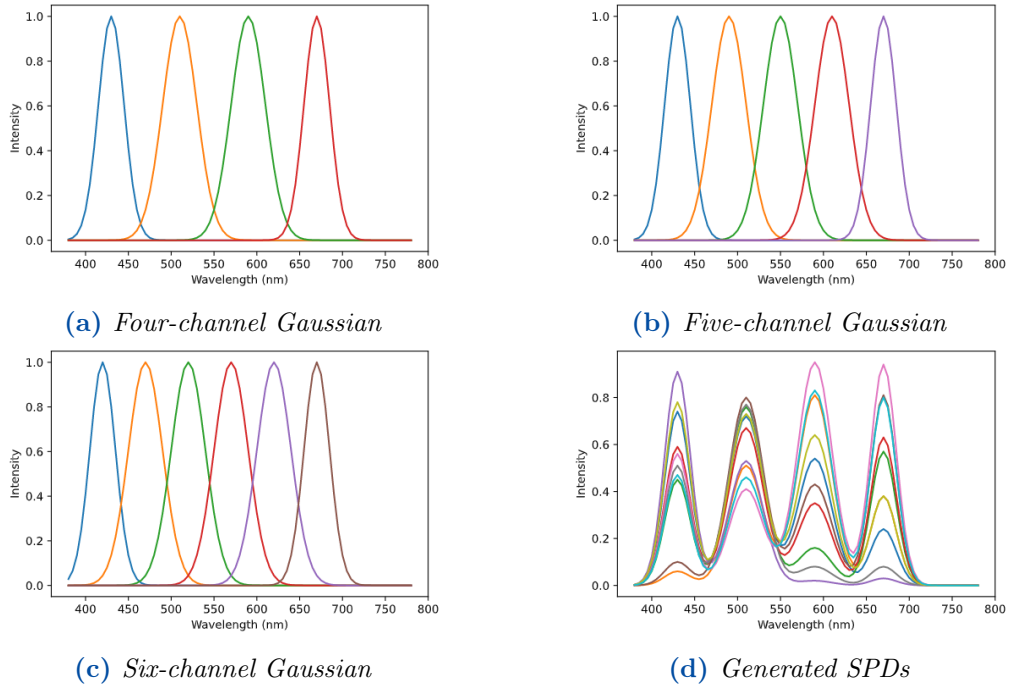 1.0
0.8
0.6
0.4
0.2
0.0
Intensity
400 450 500 550 600 650 700 750 800
Wavelength (nm)
(a) Four-channel Gaussian
1.0
0.8
0.6
0.4
0.2
0.0
Intensity
400 450 500 550 600 650 700 750 800
Wavelength (nm)
(b) Five-channel Gaussian
1.0
0.8
0.6
0.4
0.2
0.0
Intensity
400 450 500 550 600 650 700 750 800
Wavelength (nm)
(c) Six-channel Gaussian
0.8
0.6
0.4
0.2
0.0
Intensity
400 450 500 550 600 650 700 750 800
Wavelength (nm)
(d) Generated SPDs